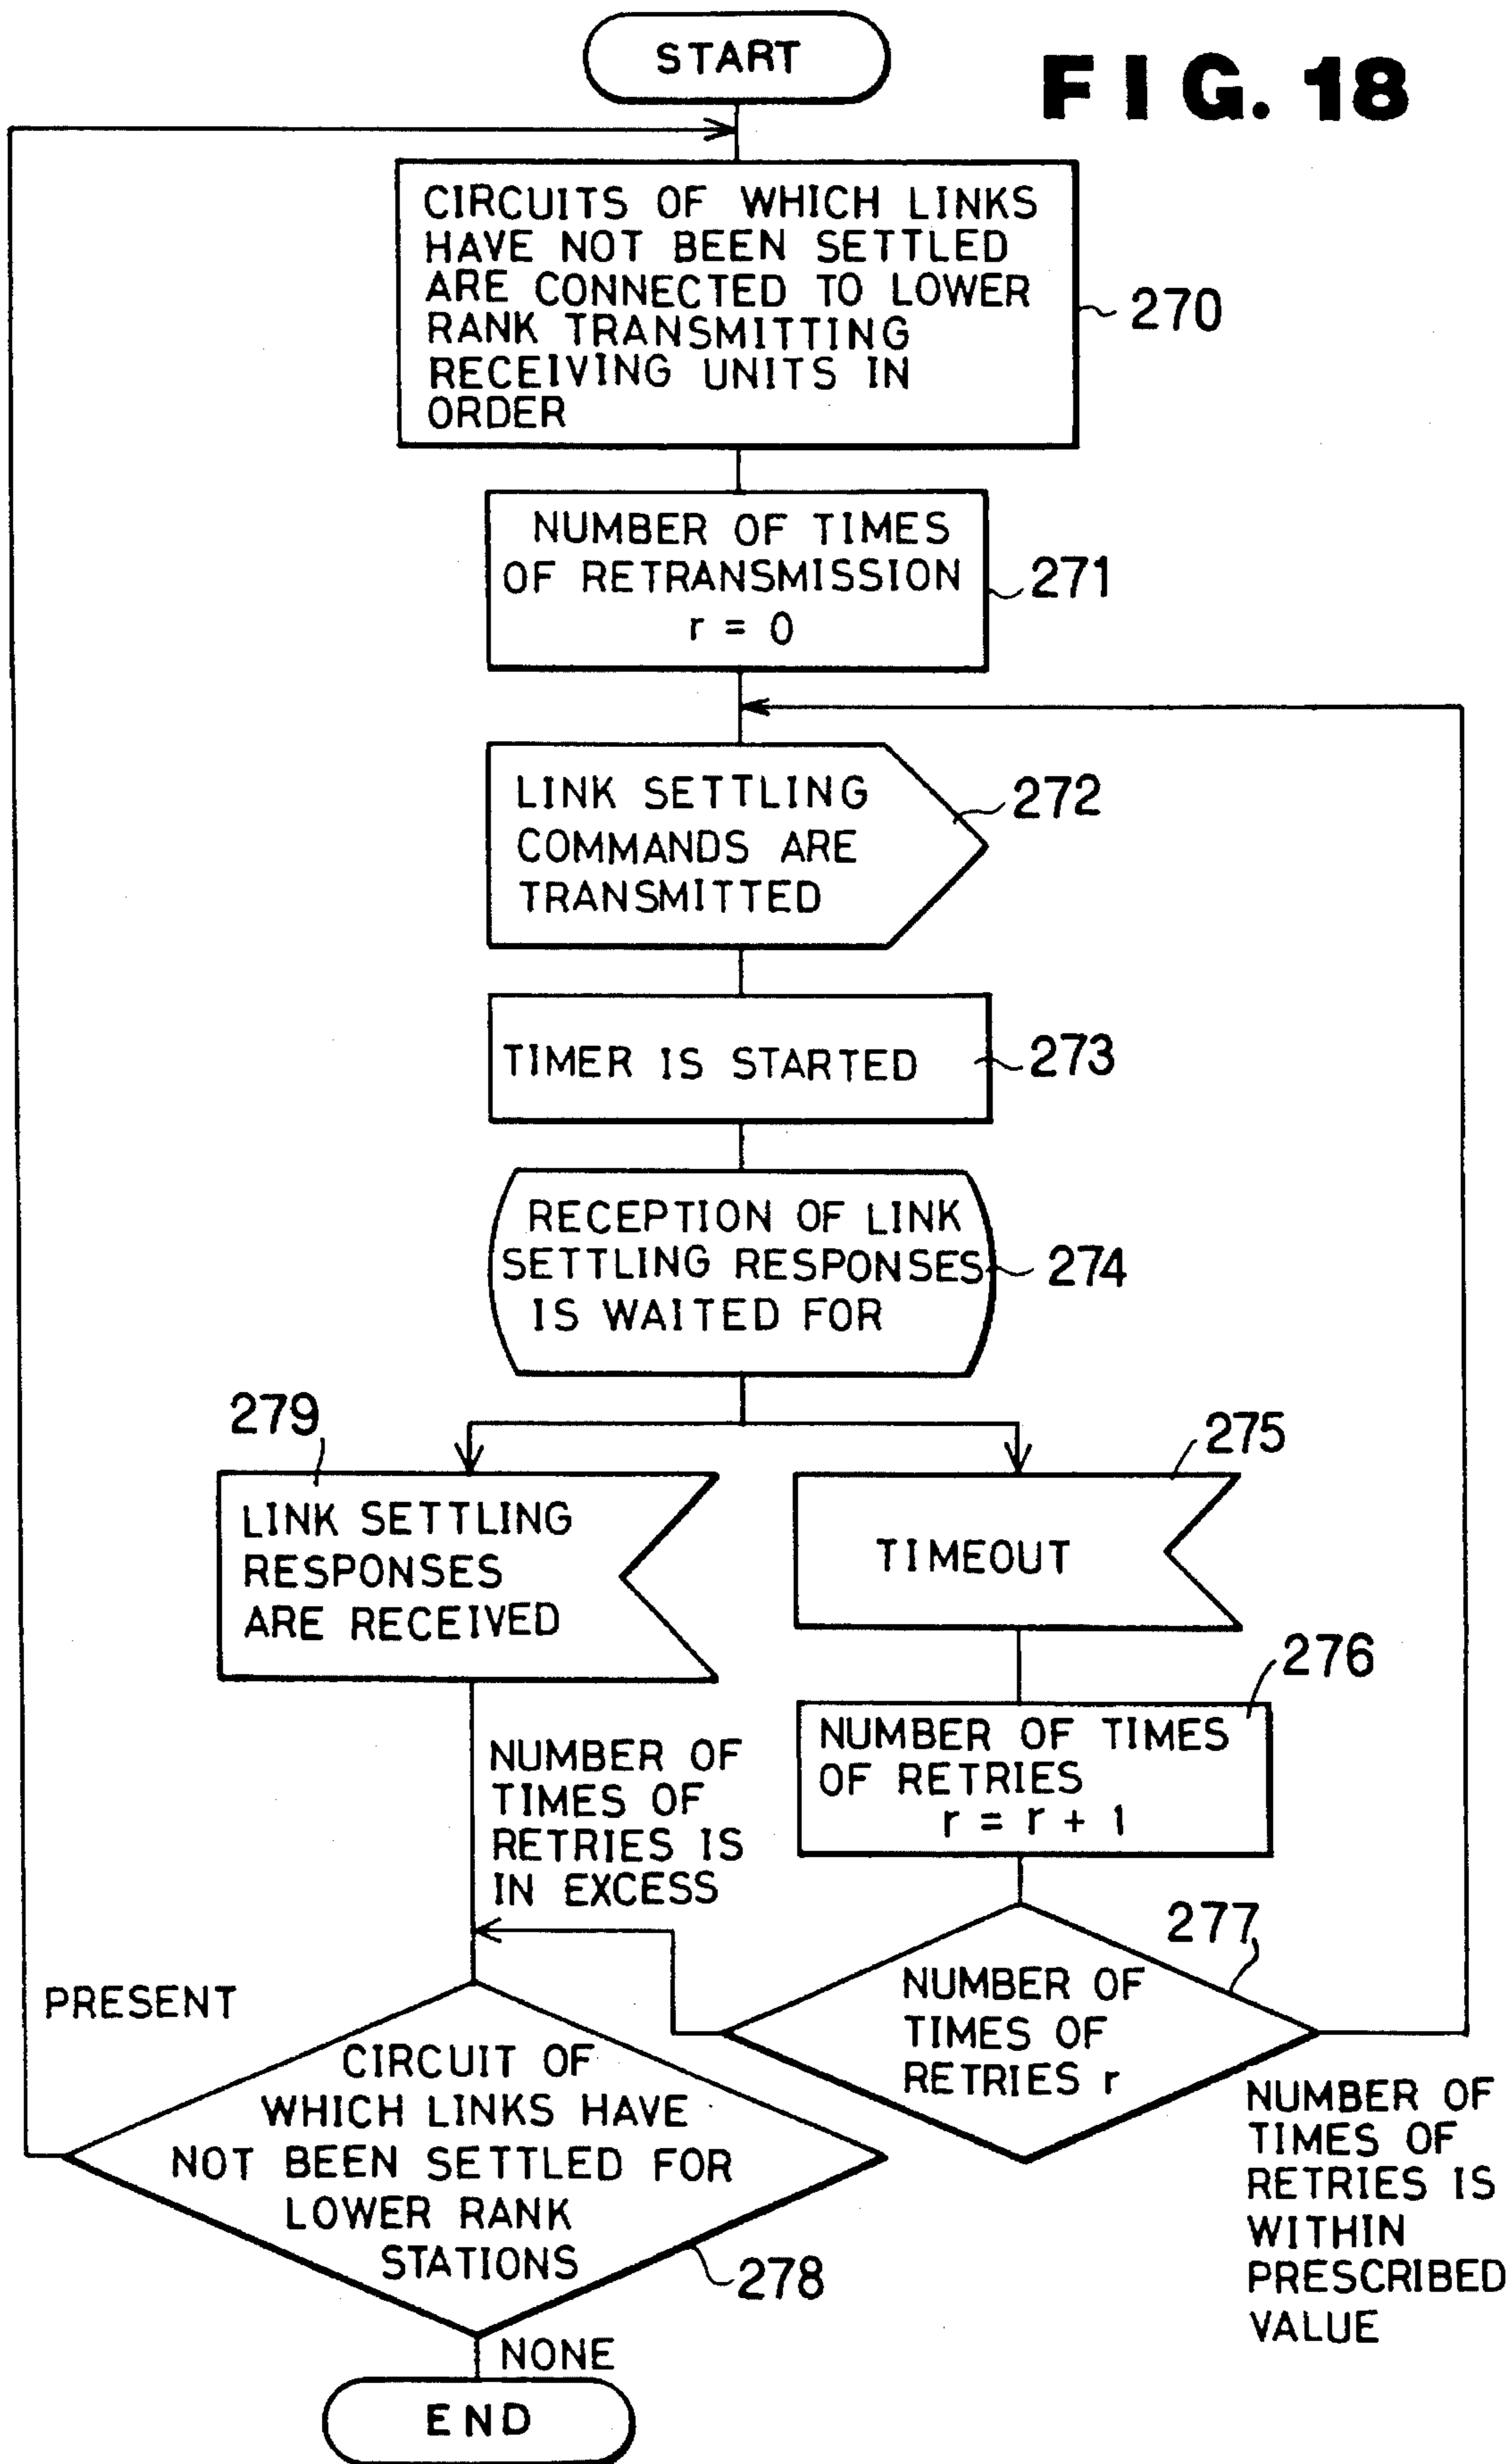 START
FIG. 18
CIRCUITS OF WHICH LINKS
HAVE NOT BEEN SETTLED
ARE CONNECTED TO LOWER
RANK TRANSMITTING
RECEIVING UNITS IN
ORDER
270
NUMBER OF TIMES
OF RETRANSMISSION
r = 0
271
LINK SETTLING
COMMANDS ARE
TRANSMITTED
272
TIMER IS STARTED
273
RECEPTION OF LINK
SETTLING RESPONSES
IS WAITED FOR
274
279
LINK SETTLING
RESPONSES
ARE RECEIVED
275
TIMEOUT
276
NUMBER OF TIMES
OF RETRIES
r = r + 1
NUMBER OF
TIMES OF
RETRIES IS
IN EXCESS
277
NUMBER OF
TIMES OF
RETRIES r
PRESENT
CIRCUIT OF
WHICH LINKS HAVE
NOT BEEN SETTLED FOR
LOWER RANK
STATIONS
278
NUMBER OF
TIMES OF
RETRIES IS
WITHIN
PRESCRIBED
VALUE
NONE
END